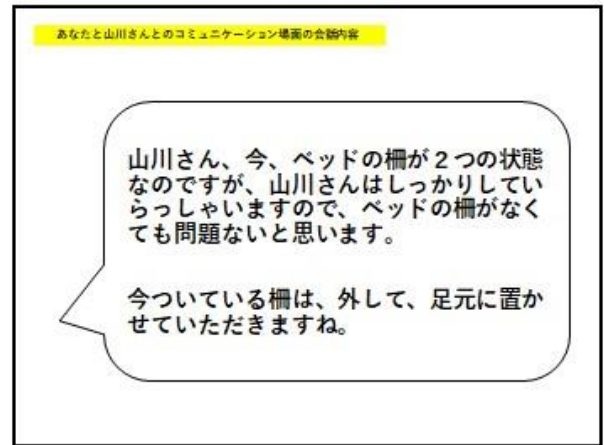 あなたと山川さんとのコミュニケーション場面の会話内容
山川さん、今、ベッドの柵が２つの状態
なのですが、山川さんはしっかりしてい
らっしゃいますので、ベッドの柵がなく
ても問題ないと思います。
今ついている柵は、外して、足元に置か
せていただきますね。